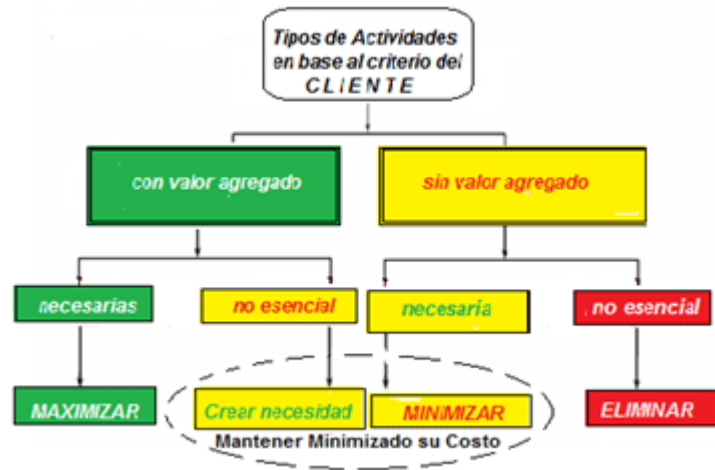 Tipos de Actividades
en base al criterio del
CLIENTE
con valor agregado
sin valor agregado
necesarias
no esencial
necesaria
no esencial
MAXIMIZAR
Crear necesidad
MINIMIZAR
ELIMINAR
Mantener Minimizado su Costo